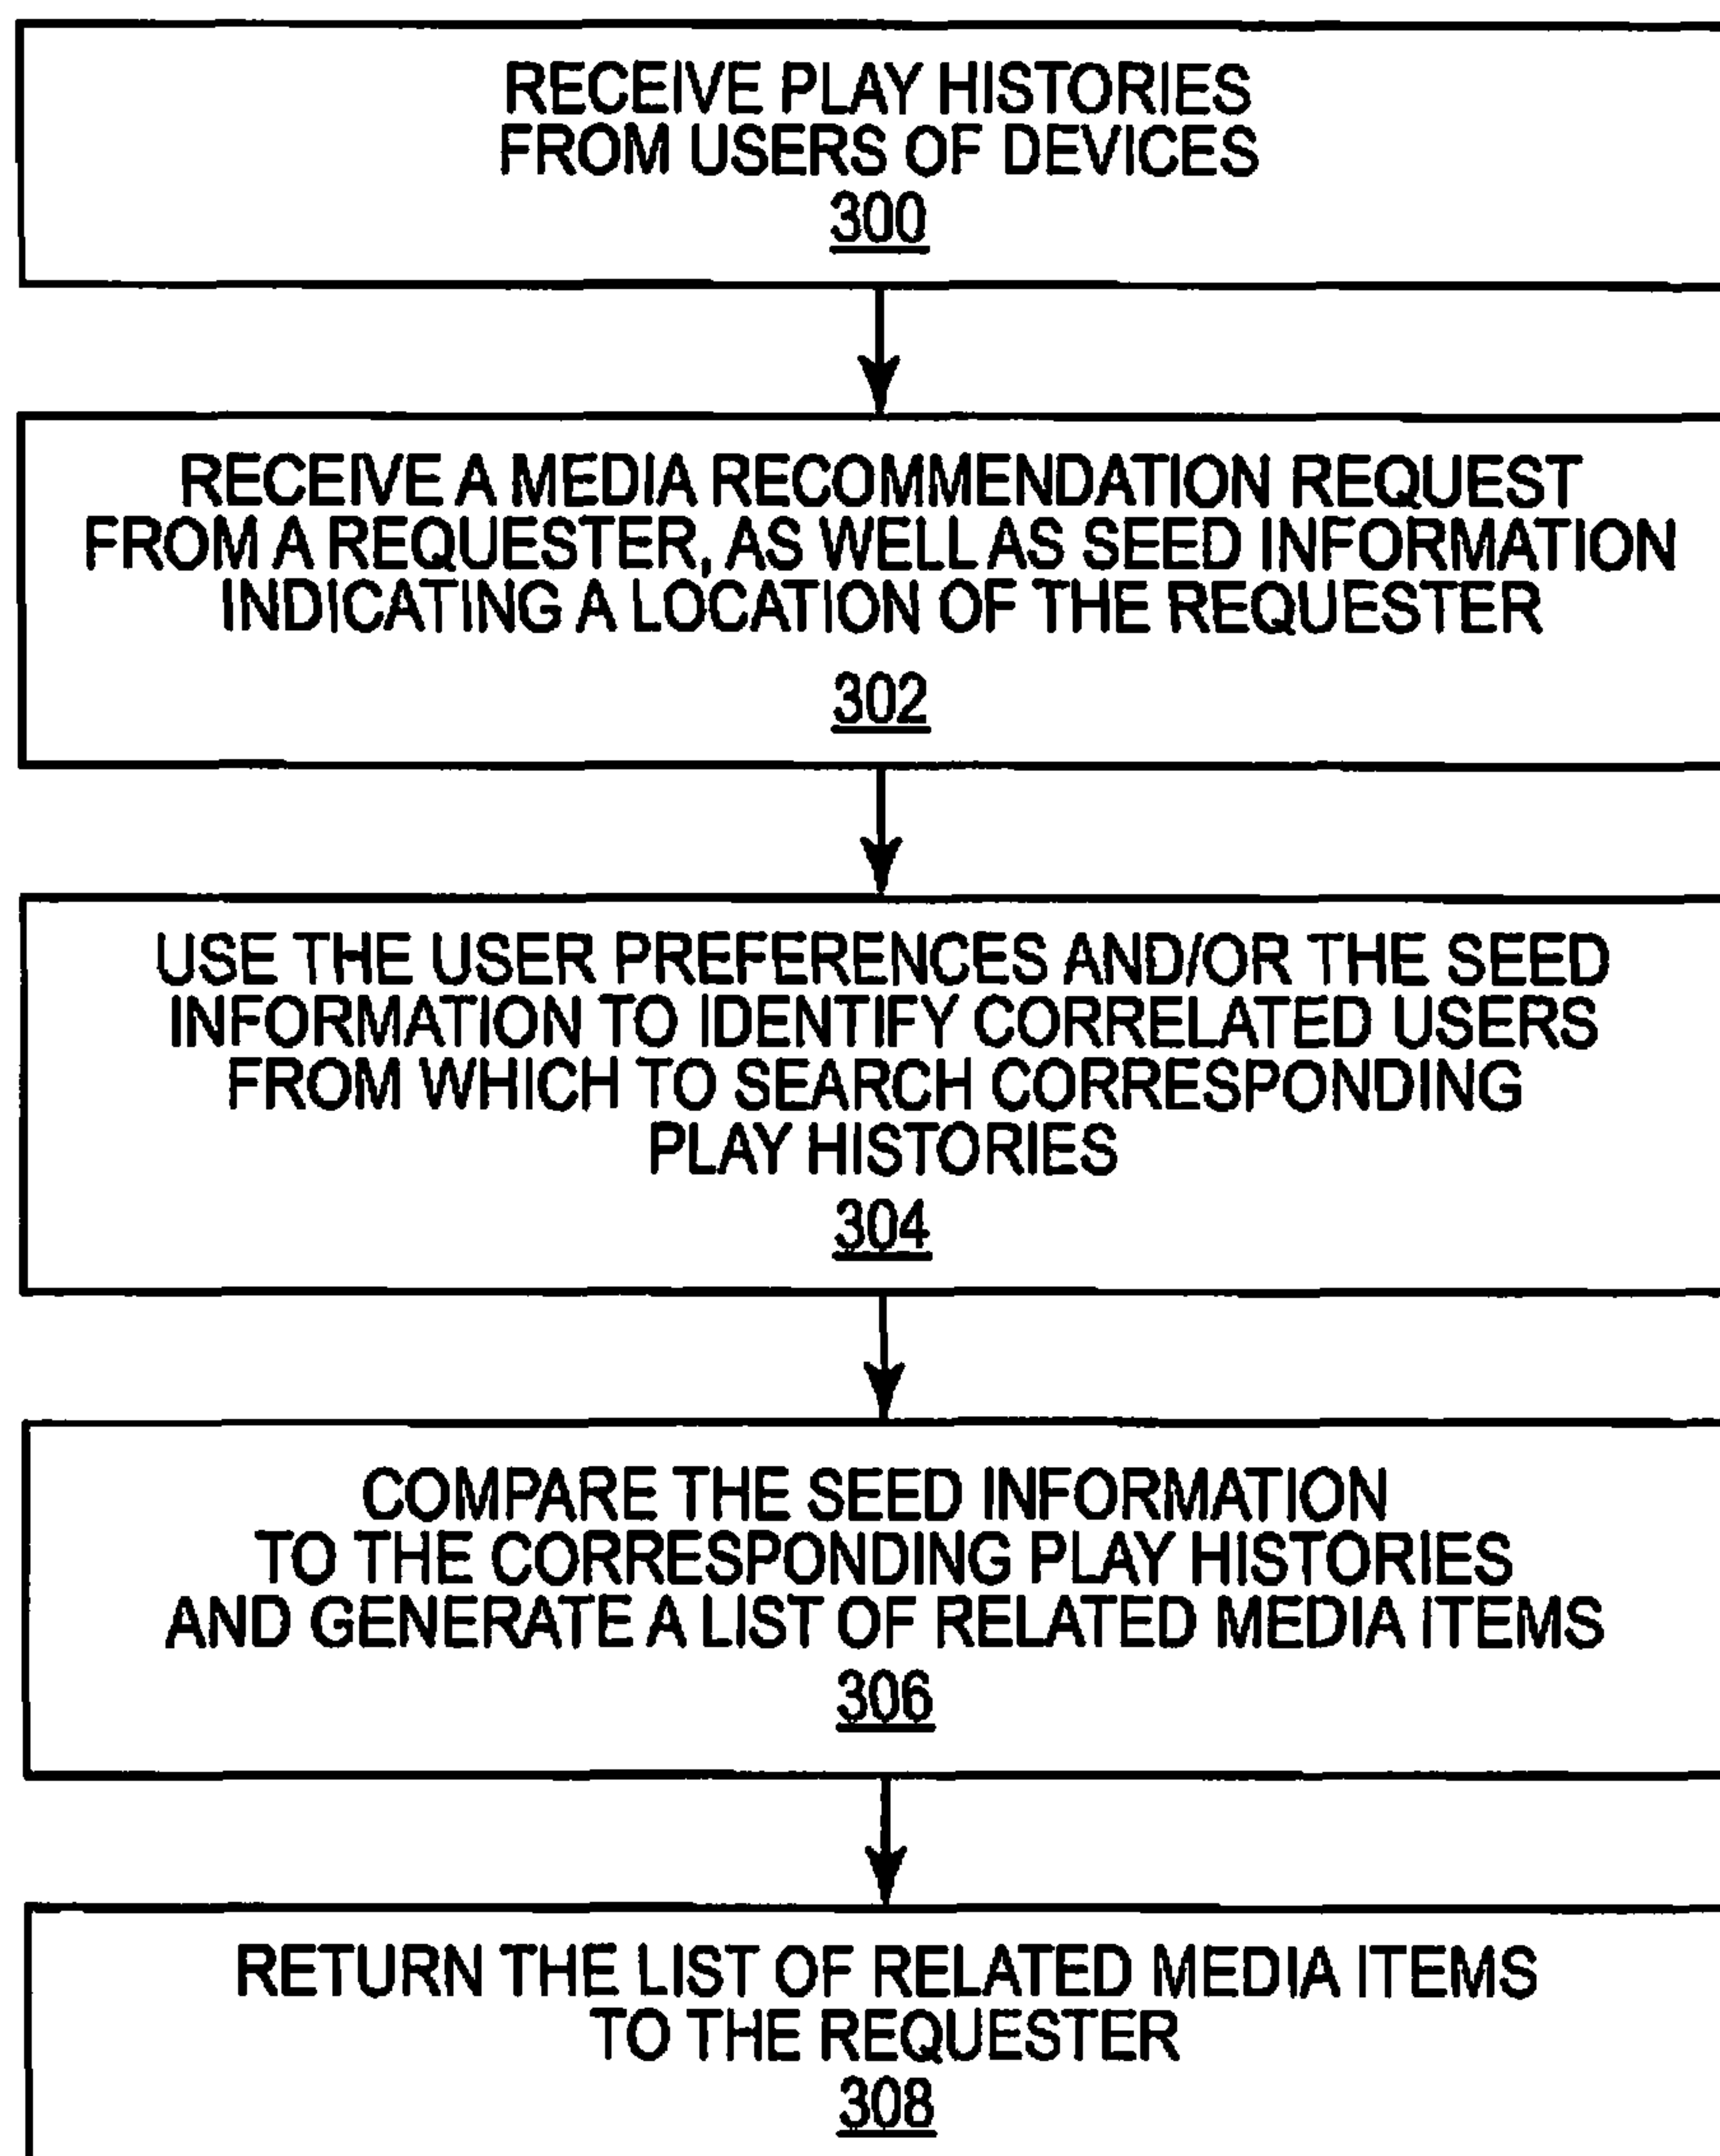 RECEIVE PLAY HISTORIES
FROM USERS OF DEVICES
300
RECEIVE A MEDIA RECOMMENDATION REQUEST
FROM A REQUESTER, AS WELL AS SEED INFORMATION
INDICATING A LOCATION OF THE REQUESTER
302
USE THE USER PREFERENCES AND/OR THE SEED
INFORMATION TO IDENTIFY CORRELATED USERS
FROM WHICH TO SEARCH CORRESPONDING
PLAY HISTORIES
304
COMPARE THE SEED INFORMATION
TO THE CORRESPONDING PLAY HISTORIES
AND GENERATE A LIST OF RELATED MEDIA ITEMS
306
RETURN THE LIST OF RELATED MEDIA ITEMS
TO THE REQUESTER
308